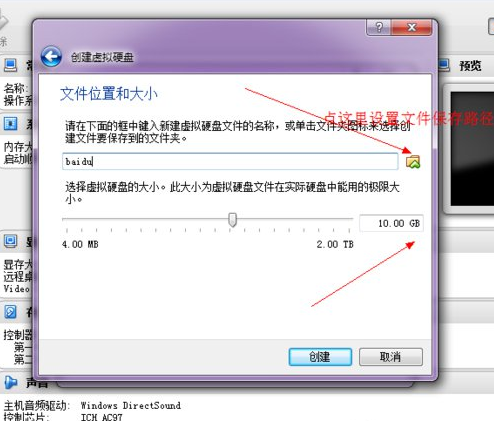 除
创建虚拟硬盘
预览
名称:
操作系
文件位置和大小
点这里设置文件保存路径
请在下面的框中键入新建虚拟硬盘文件的名称，或单击文件夹图标来选择创
建文件要保存到的文件夹。
内存大
启动顺
baidu
选择虚拟硬盘的大小。此大小为虚拟硬盘文件在实际硬盘中能用的极限大
小。
10.00 GB
4.00 MB 2.00 TB
显
显存大
远程桌
Video
控制器
第一
第二
创建 取消
声音
主机音频驱动: Windows DirectSound
控制芯片: ICH AC97